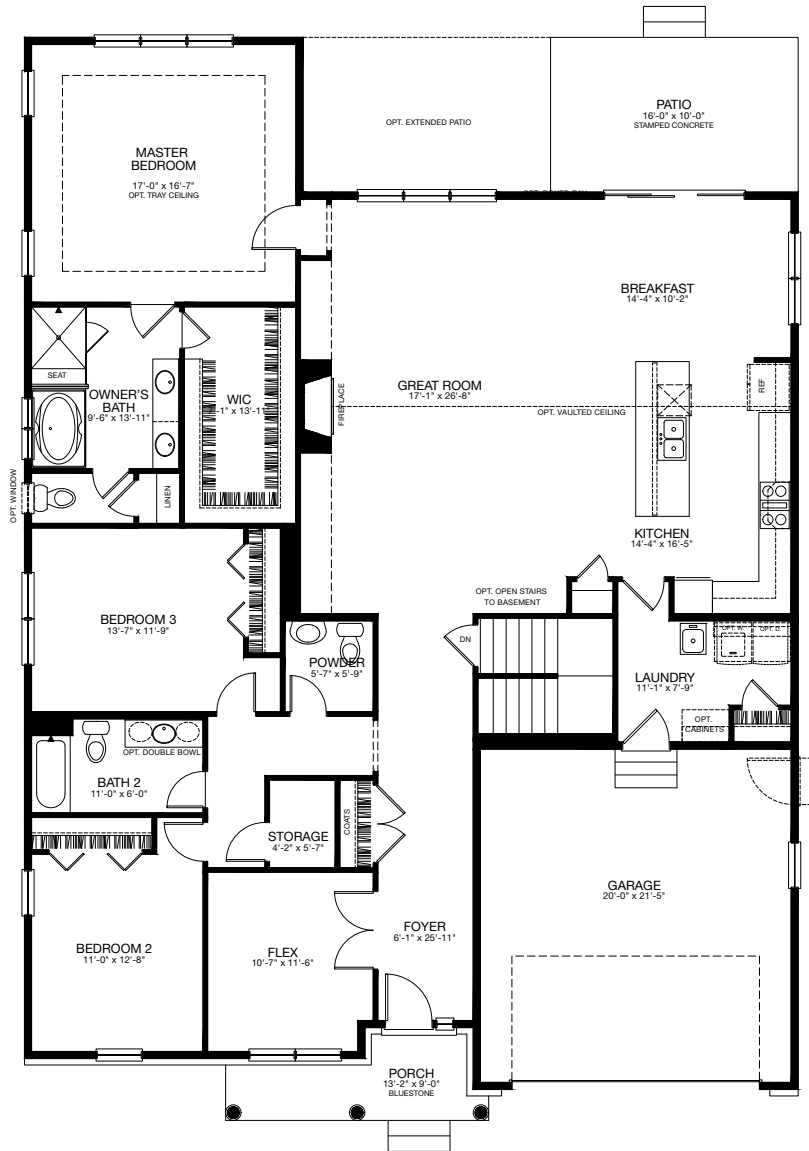 PATIO
16'-0" x 10'-0"
STAMPED CONCRETE
OPT. EXTENDED PATIO
MASTER
BEDROOM
17'-0" x 16'-7"
OPT. TRAY CEILING
BREAKFAST
14'-4" x 10'-2"
SEAT
OWNER'S
BATH
9'-6" x 13'-11"
WIC
-1" x 13'-11"
FIREPLACE
GREAT ROOM
17'-1" x 26'-8"
OPT. VAULTED CEILING
REF
OPT. WINDOW
LINEN
KITCHEN
14'-4" x 16'-5"
BEDROOM 3
13'-7" x 11'-9"
OPT. OPEN STAIRS
TO BASEMENT
POWDER
5'-7" x 5'-9"
DN
OPT. W.
OPT. D.
LAUNDRY
11'-1" x 7'-9"
OPT.
CABINETS
OPT. DOUBLE BOWL
BATH 2
11'-0" x 6'-0"
STORAGE
4'-2" x 5'-7"
COATS
GARAGE
20'-0" x 21'-5"
BEDROOM 2
11'-0" x 12'-8"
FLEX
10'-7" x 11'-6"
FOYER
6'-1" x 25'-11"
PORCH
13'-2" x 9'-0"
BLUESTONE